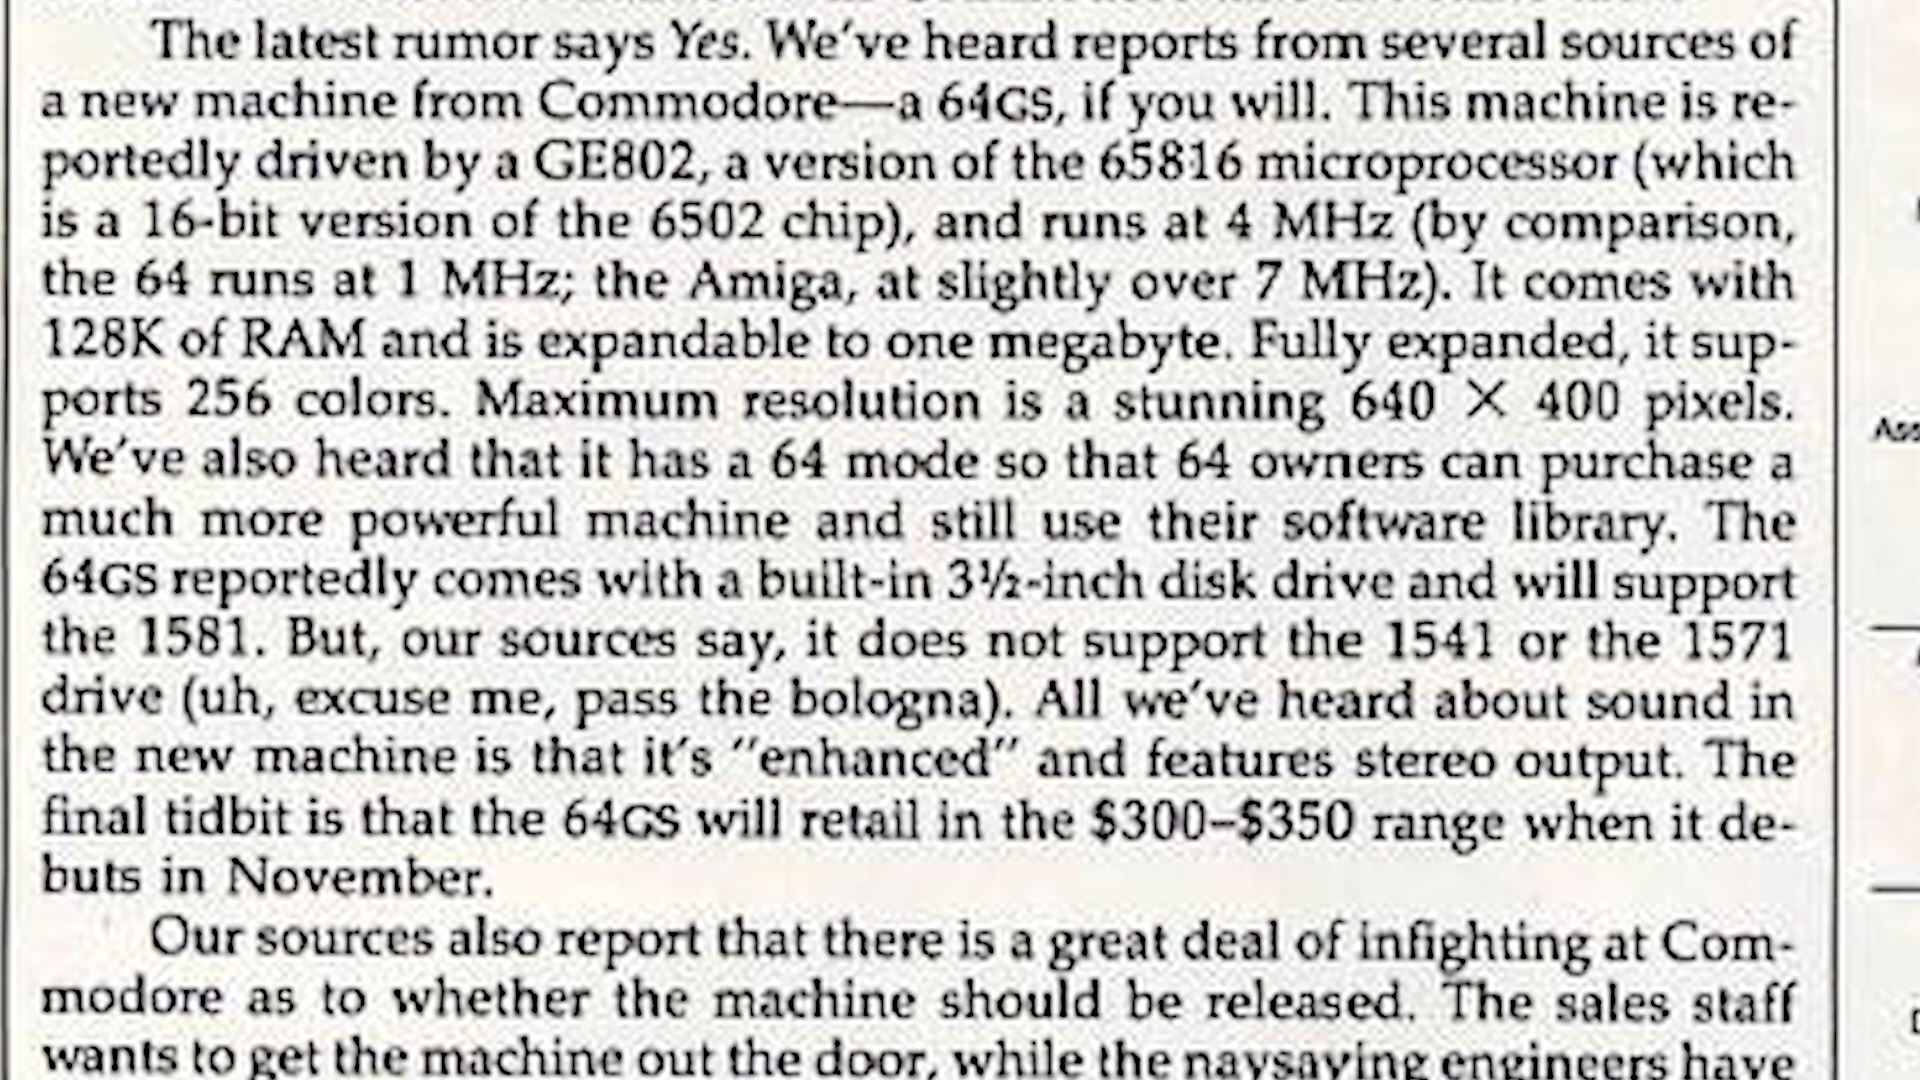 The latest rumor says Yes. We've heard reports from several sources of
a new machine from Commodore—a 64GS, if you will. This machine is re-
portedly driven by a GE802, a version of the 65816 microprocessor (which
is a 16-bit version of the 6502 chip), and runs at 4 MHz (by comparison,
the 64 runs at 1 MHz; the Amiga, at slightly over 7 MHz). It comes with
128K of RAM and is expandable to one megabyte. Fully expanded, it sup-
ports 256 colors. Maximum resolution is a stunning 640 × 400 pixels.
We've also heard that it has a 64 mode so that 64 owners can purchase a
much more powerful machine and still use their software library. The
64GS reportedly comes with a built-in 3½-inch disk drive and will support
the 1581. But, our sources say, it does not support the 1541 or the 1571
drive (uh, excuse me, pass the bologna). All we've heard about sound in
the new machine is that it's "enhanced" and features stereo output. The
final tidbit is that the 64GS will retail in the $300–$350 range when it de-
buts in November.
Our sources also report that there is a great deal of infighting at Com-
modore as to whether the machine should be released. The sales staff
wants to get the machine out the door, while the naysaying engineers have